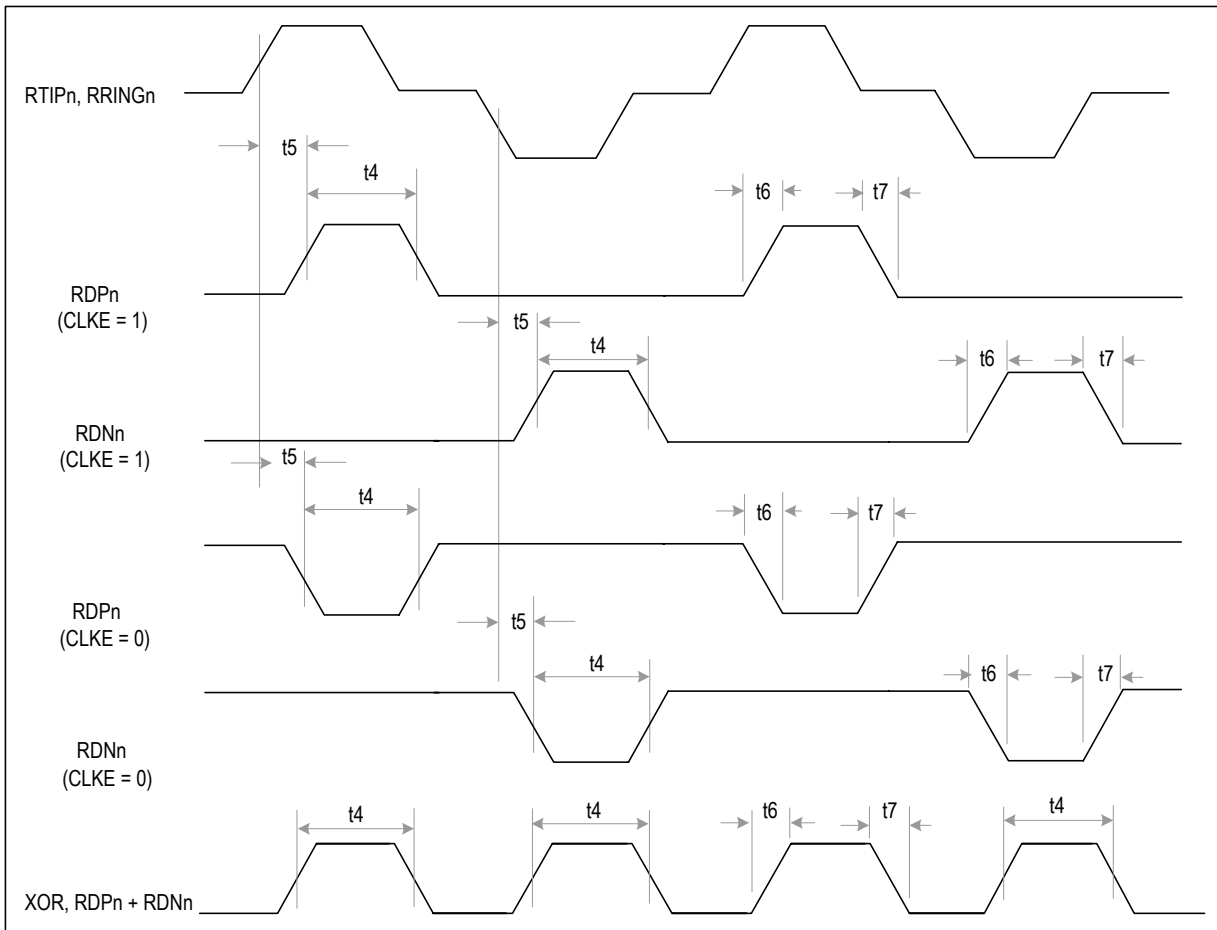 RTIPn, RRINGn
t5
t4
t6
t7
RDPn
(CLKE = 1)
t5
t4
t6
t7
RDNn
(CLKE = 1)
t5
t4
t6
t7
RDPn
(CLKE = 0)
t5
t4
t6
t7
RDNn
(CLKE = 0)
t4
t4
t6
t7
t4
XOR, RDPn + RDNn